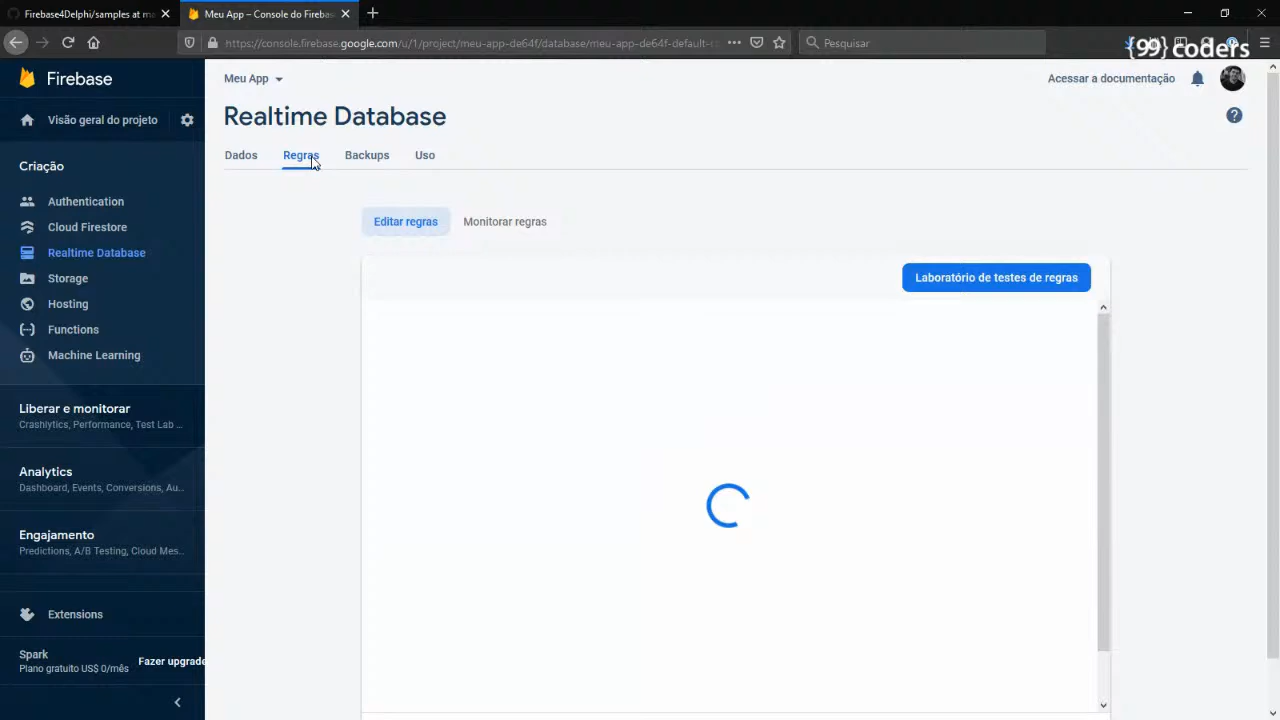 Firebase4Delphi/samples at ma
Meu App – Console do Firebas
https://console.firebase.google.com/u/1/project/meu-app-de64f/database/meu-app-de64f-default-r
Pesquisar
{99} coders
Firebase
Meu App
Acessar a documentação
Realtime Database
Visão geral do projeto
Dados
Regras
Backups
Uso
Criação
Authentication
Cloud Firestore
Realtime Database
Storage
Hosting
Functions
Machine Learning
Editar regras
Monitorar regras
Laboratório de testes de regras
Liberar e monitorar
Crashlytics, Performance, Test Lab ...
Analytics
Dashboard, Events, Conversions, Au...
Engajamento
Predictions, A/B Testing, Cloud Mes...
Extensions
Spark
Plano gratuito US$ 0/mês
Fazer upgrade